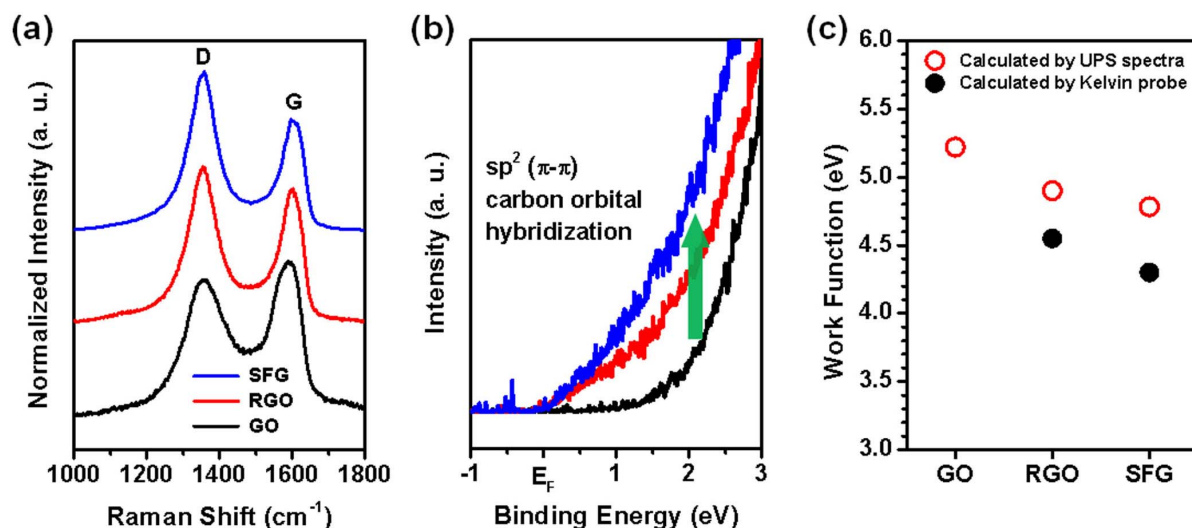 (a)
D
G
Normalized Intensity (a. u.)
SFG
RGO
GO
1000 1200 1400 1600 1800
Raman Shift (cm⁻¹)
(b)
sp² (π-π)
carbon orbital
hybridization
Intensity (a. u.)
-1 E_F 1 2 3
Binding Energy (eV)
(c)
Calculated by UPS spectra
Calculated by Kelvin probe
Work Function (eV)
6.0
5.5
5.0
4.5
4.0
3.5
3.0
GO RGO SFG